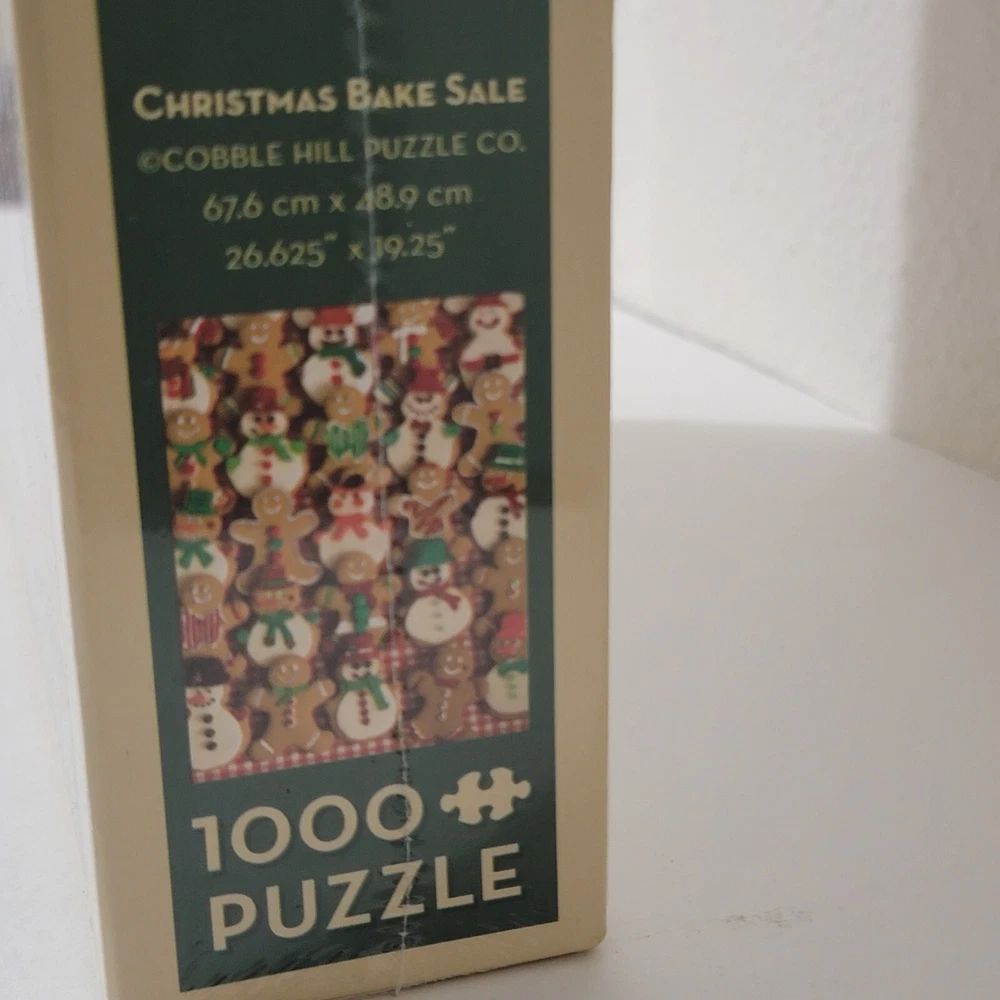 CHRISTMAS BAKE SALE
©COBBLE HILL PUZZLE CO.
67.6 cm x 48.9 cm
26.625" x 19.25"
1000
PUZZLE